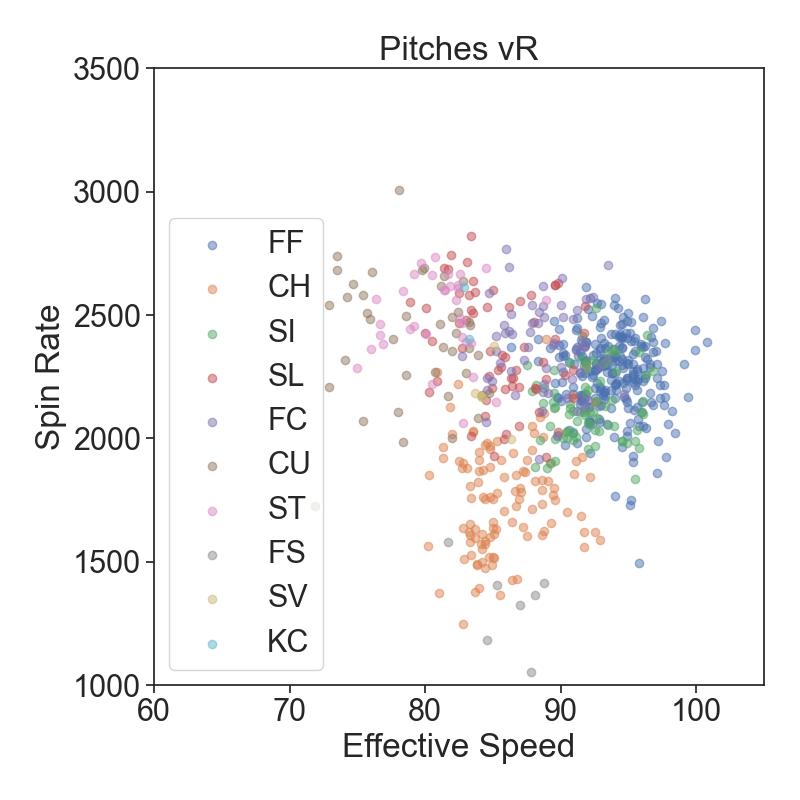 Pitches vR
3500
3000
2500
2000
1500
1000
Spin Rate
FF
CH
SI
SL
FC
CU
ST
FS
SV
KC
60 70 80 90 100
Effective Speed